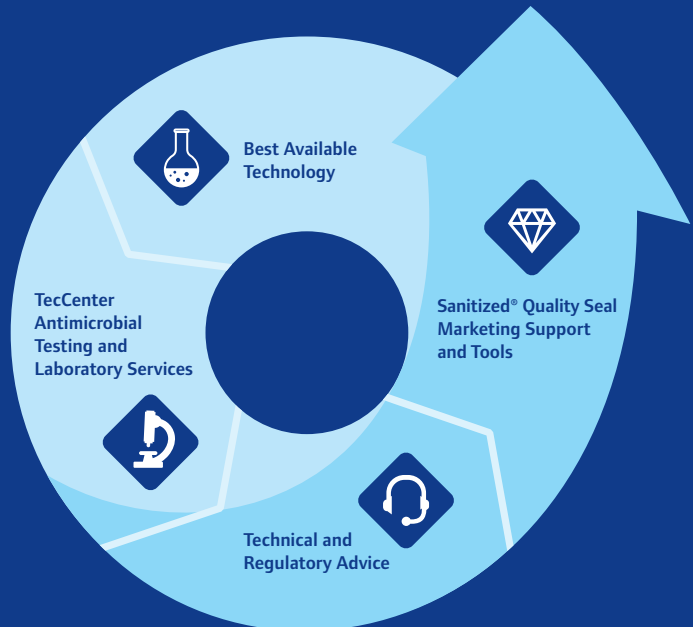 Best Available
Technology
TecCenter
Antimicrobial
Testing and
Laboratory Services
Sanitized® Quality Seal
Marketing Support
and Tools
Technical and
Regulatory Advice